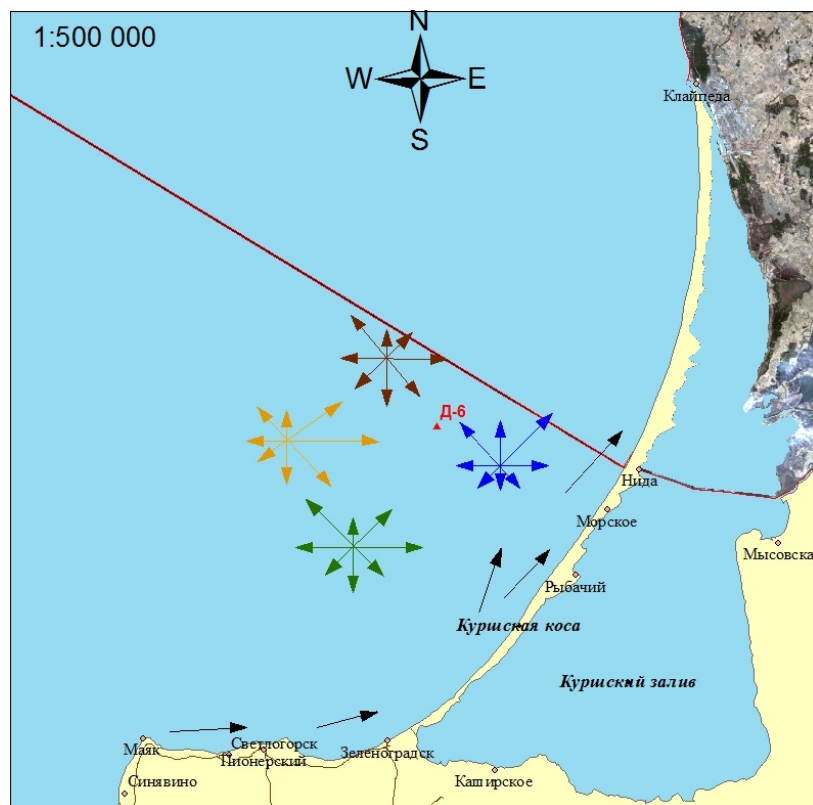 1:500 000
N
W E
S
Клайпеда
Д-6
Нида
Морское
Мысовска
Рыбачий
Куршская коса
Куршский залив
Маяк
Светлогорск
Пионерский
Зеленоградск
Каширское
Синявино